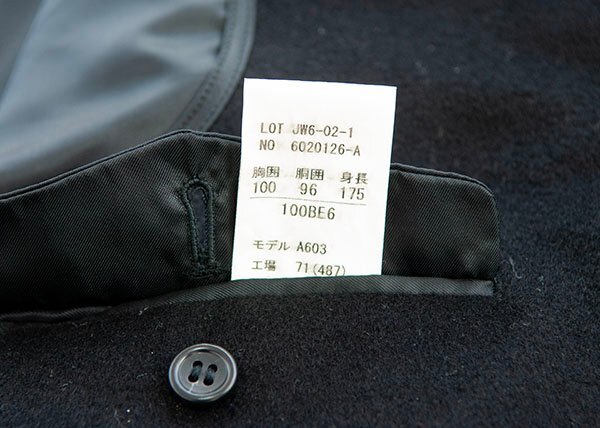 LOT JW6-02-1
NO 6020126-A
胸囲 胴囲 身長
100 96 175
100BE6
モデル A603
工場 71(487)